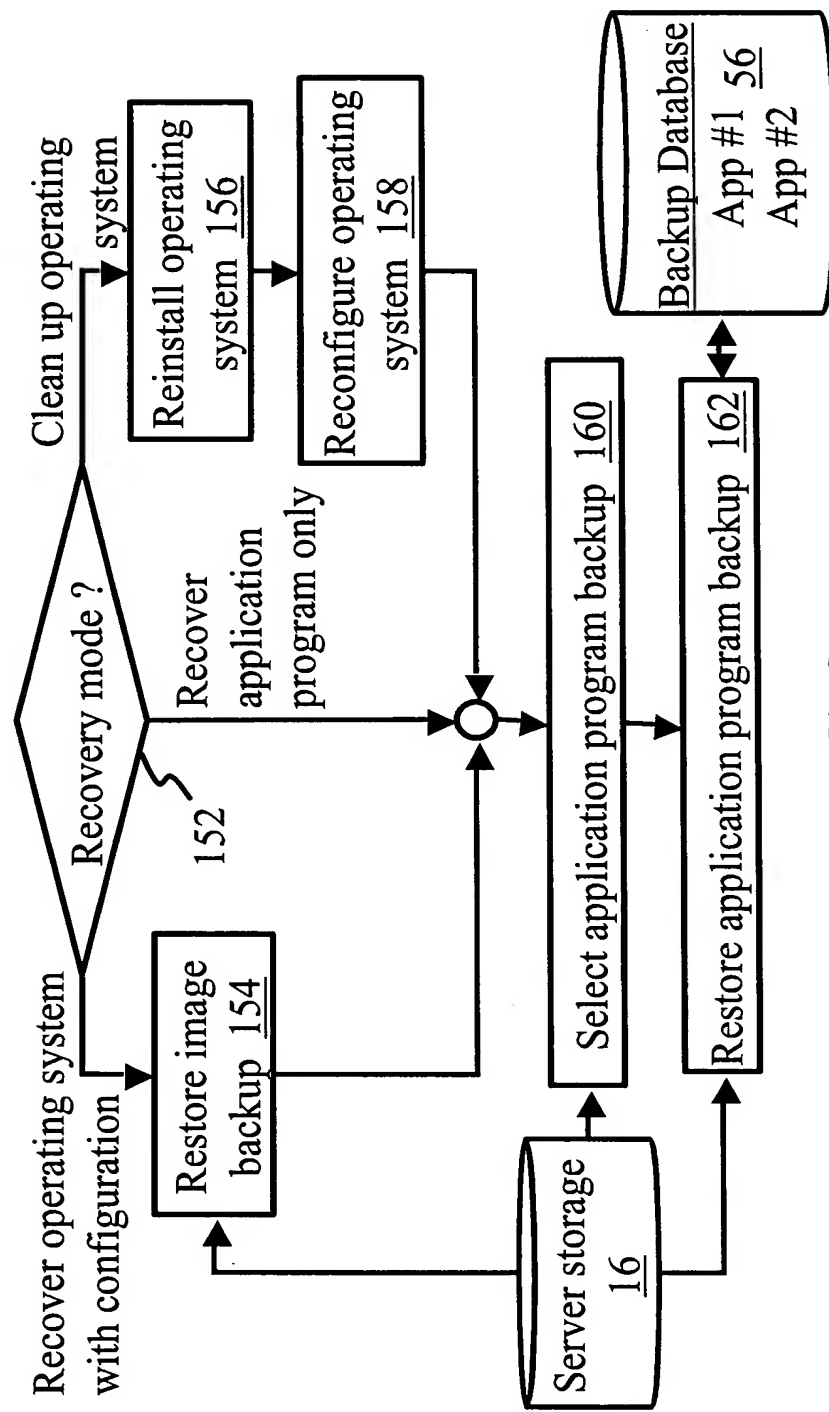 Recovery mode ?
152
Recover operating system
with configuration
Clean up operating
system
Recover
application
program only
Restore image
backup 154
Reinstall operating
system 156
Reconfigure operating
system 158
Server storage
16
Select application program backup 160
Restore application program backup 162
Backup Database
App #1 56
App #2